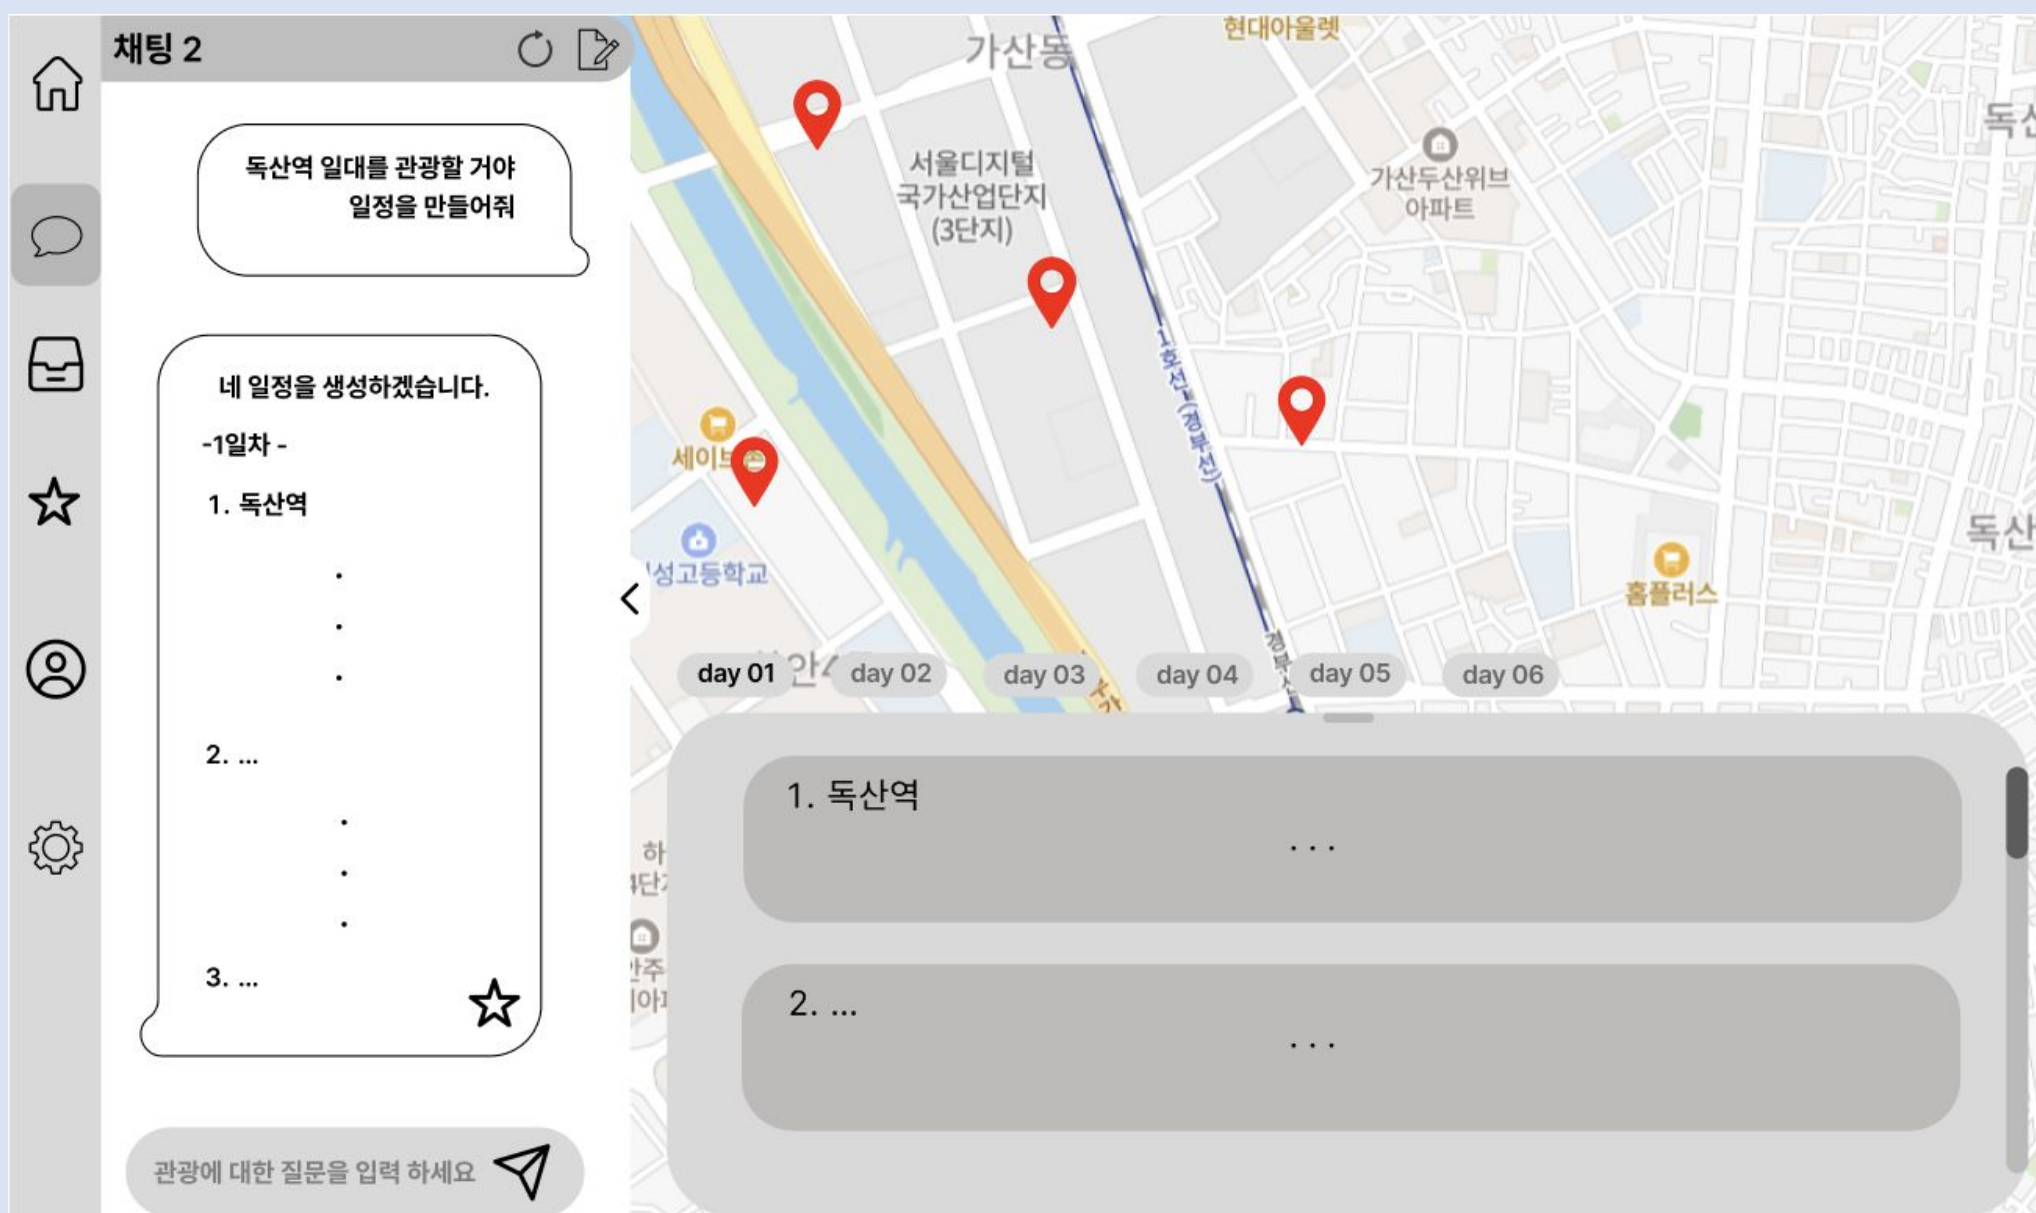 채팅 2
독산역 일대를 관광할 거야
일정을 만들어줘
네 일정을 생성하겠습니다.
-1일차 -
1. 독산역
.
.
.
2. ...
.
.
.
3. ...
관광에 대한 질문을 입력 하세요
현대아울렛
가산동
서울디지털
국가산업단지
(3단지)
가산두산위브
아파트
1호선(경부선)
홈플러스
독산
day 01
day 02
day 03
day 04
day 05
day 06
1. 독산역
...
2. ...
...